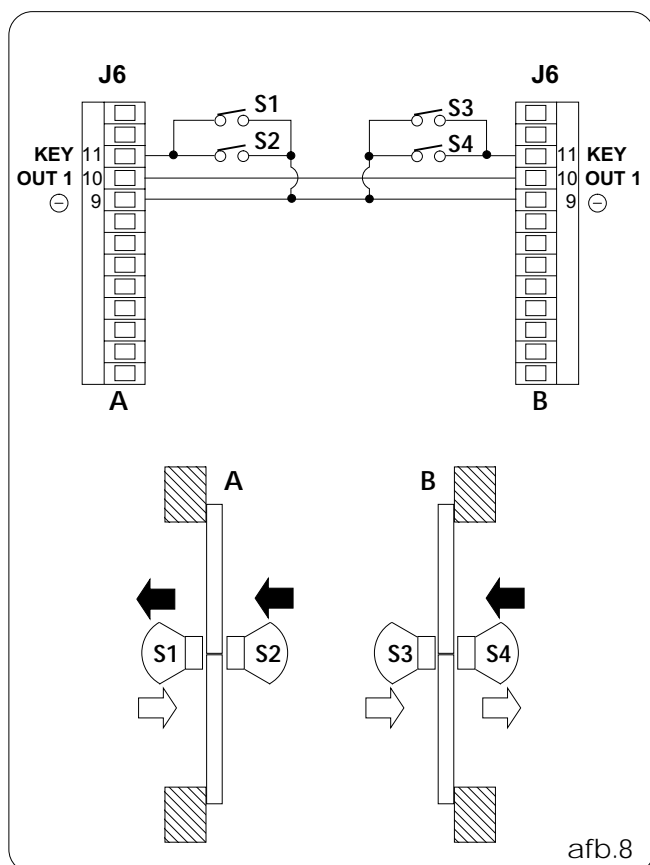 J6 J6
S1 S3
S2 S4
KEY 11 11 KEY
OUT 1 10 10 OUT 1
⊖ 9 9 ⊖
A B
A B
S1 S2 S3 S4
afb.8